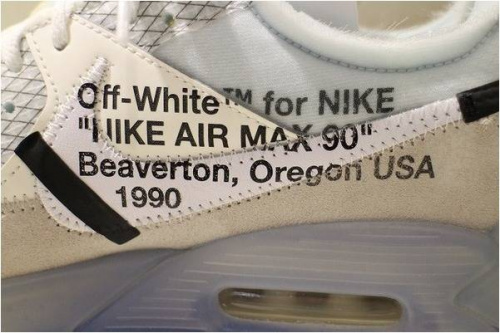 Off-White™ for NIKE
"NIKE AIR MAX 90"
Beaverton, Oregon USA
1990